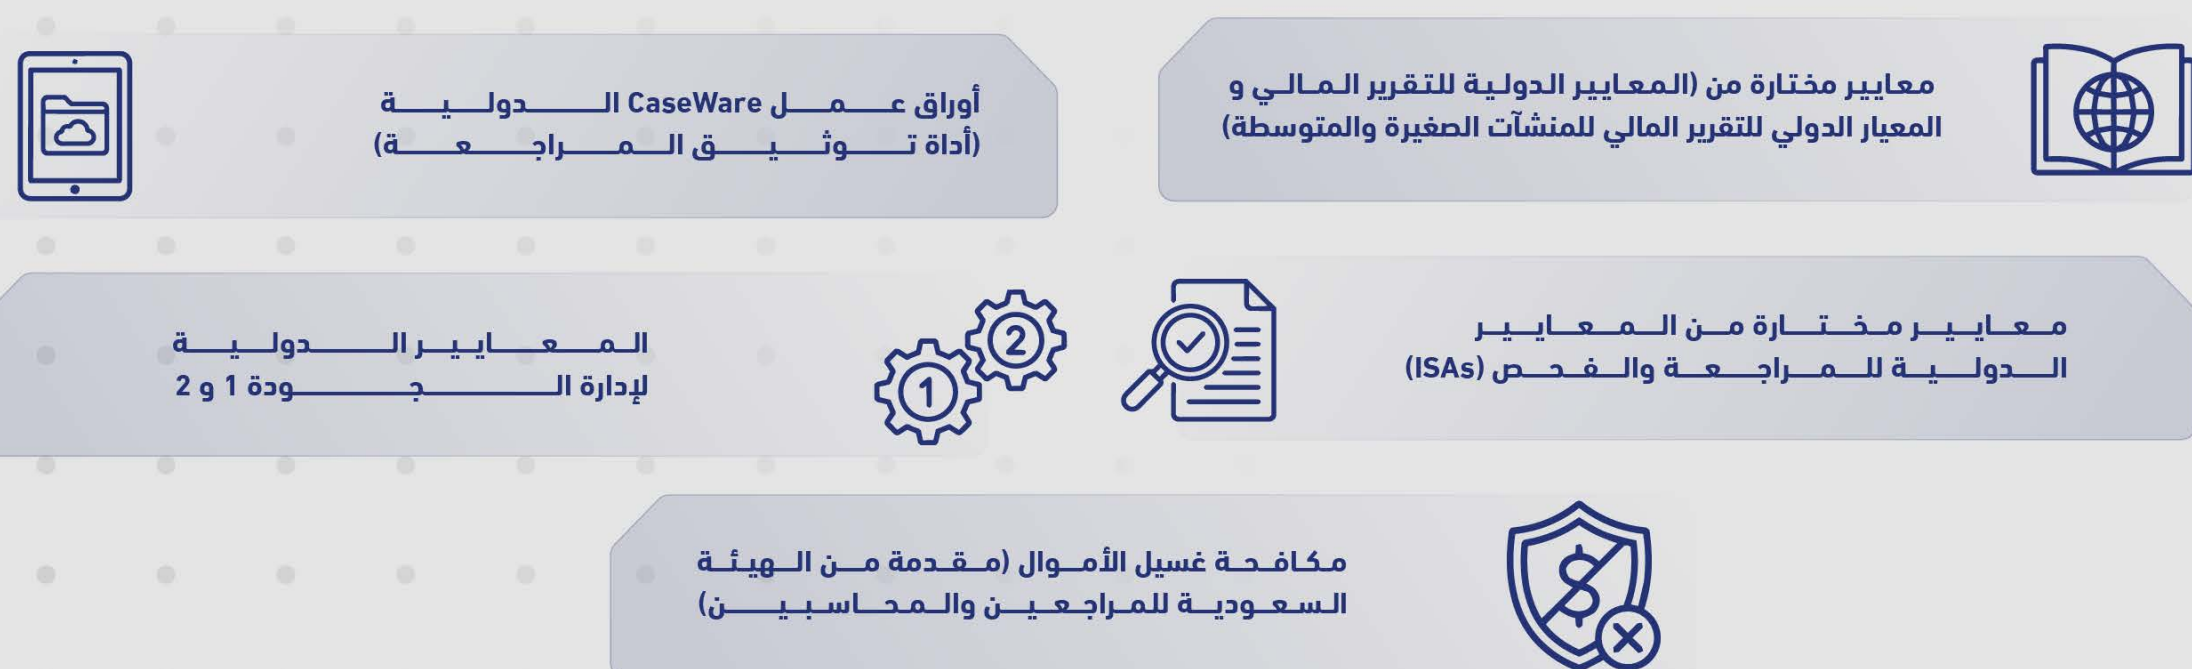 معايير مختارة من (المعايير الدولية للتقرير المالي و
المعيار الدولي للتقرير المالي للمنشآت الصغيرة والمتوسطة)
أوراق عمل CaseWare الدولية
(أداة توثيق المراجعة)
معايير مختارة من المعايير
الدولية للمراجعة والفحص (ISAs)
2
1
المعايير الدولية
لإدارة الجودة 1 و 2
مكافحة غسيل الأموال (مقدمة من الهيئة
السعودية للمراجعين والمحاسبين)
$